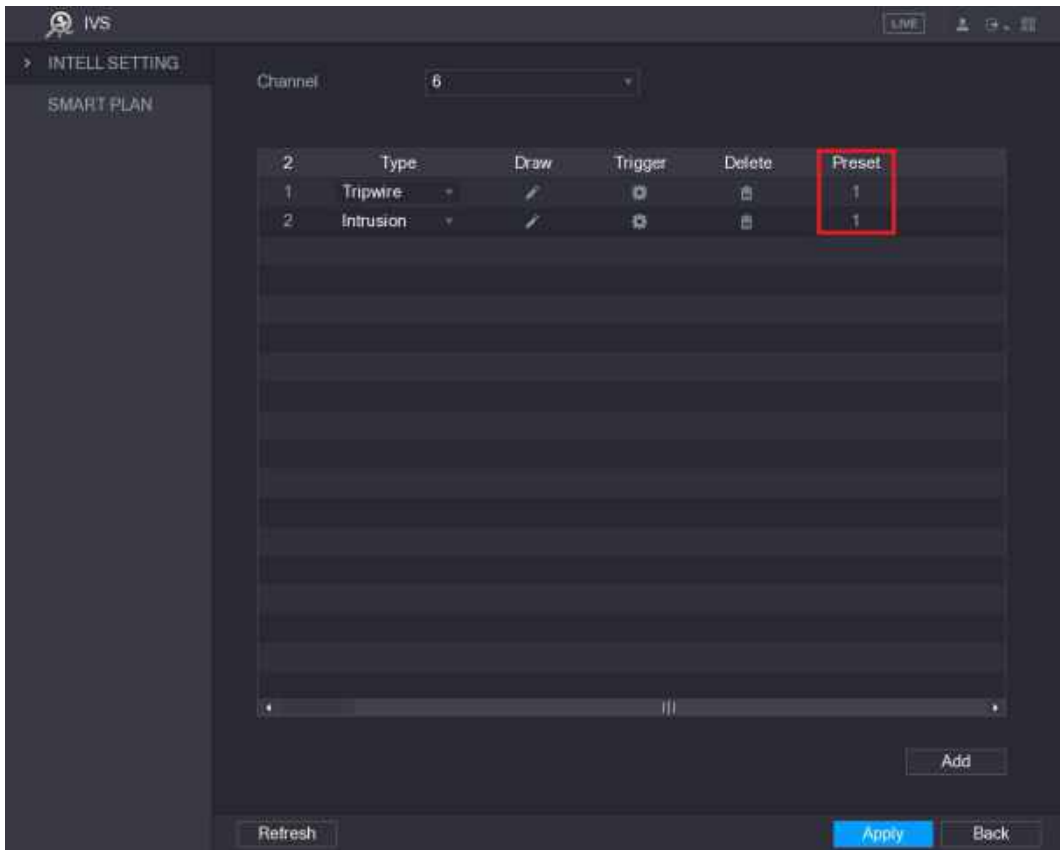 IVS LIVE
INTELL SETTING
SMART PLAN
Channel 6
2 Type Draw Trigger Delete Preset
1 Tripwire 1
2 Intrusion 1
Add
Refresh Apply Back